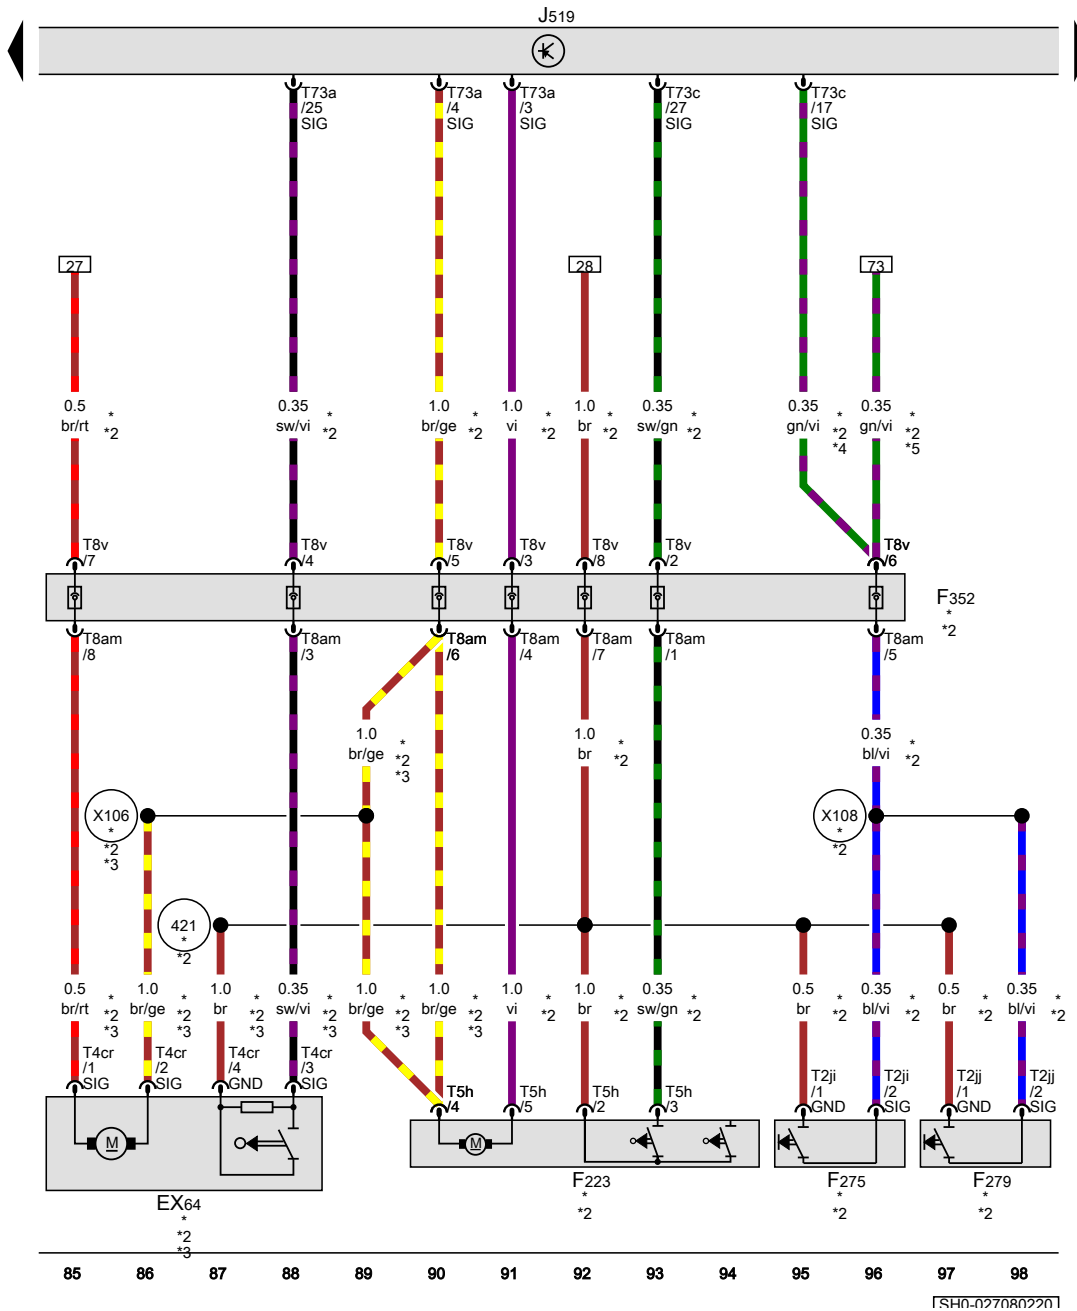 J519
T73a
/25
SIG
T73a
/4
SIG
T73a
/3
SIG
T73c
/27
SIG
T73c
/17
SIG
27
28
73
0.5
br/rt
*
*2
0.35
sw/vi
*
*2
1.0
br/ge
*
*2
1.0
vi
*
*2
1.0
br
*
*2
0.35
sw/gn
*
*2
0.35
gn/vi
*
*2
*4
0.35
gn/vi
*
*2
*5
T8v
/7
T8v
/4
T8v
/5
T8v
/3
T8v
/8
T8v
/2
T8v
/6
F352
*
*2
T8am
/8
T8am
/3
T8am
/6
T8am
/4
T8am
/7
T8am
/1
T8am
/5
1.0
br/ge
*
*2
*3
1.0
br
*
*2
0.35
bl/vi
*
*2
X106
*
*2
*3
X108
*
*2
421
*
*2
0.5
br/rt
*
*2
*3
1.0
br/ge
*
*2
*3
1.0
br
*
*2
*3
0.35
sw/vi
*
*2
*3
1.0
br/ge
*
*2
*3
1.0
br/ge
*
*2
*3
1.0
vi
*
*2
1.0
br
*
*2
0.35
sw/gn
*
*2
0.5
br
*
*2
0.35
bl/vi
*
*2
0.5
br
*
*2
0.35
bl/vi
*
*2
T4cr
/1
SIG
T4cr
/2
SIG
T4cr
/4
GND
T4cr
/3
SIG
T5h
/4
T5h
/5
T5h
/2
T5h
/3
T2ji
/1
GND
T2ji
/2
SIG
T2jj
/1
GND
T2jj
/2
SIG
M
M
EX64
*
*2
*3
F223
*
*2
F275
*
*2
F279
*
*2
85 86 87 88 89 90 91 92 93 94 95 96 97 98
SH0-027080220